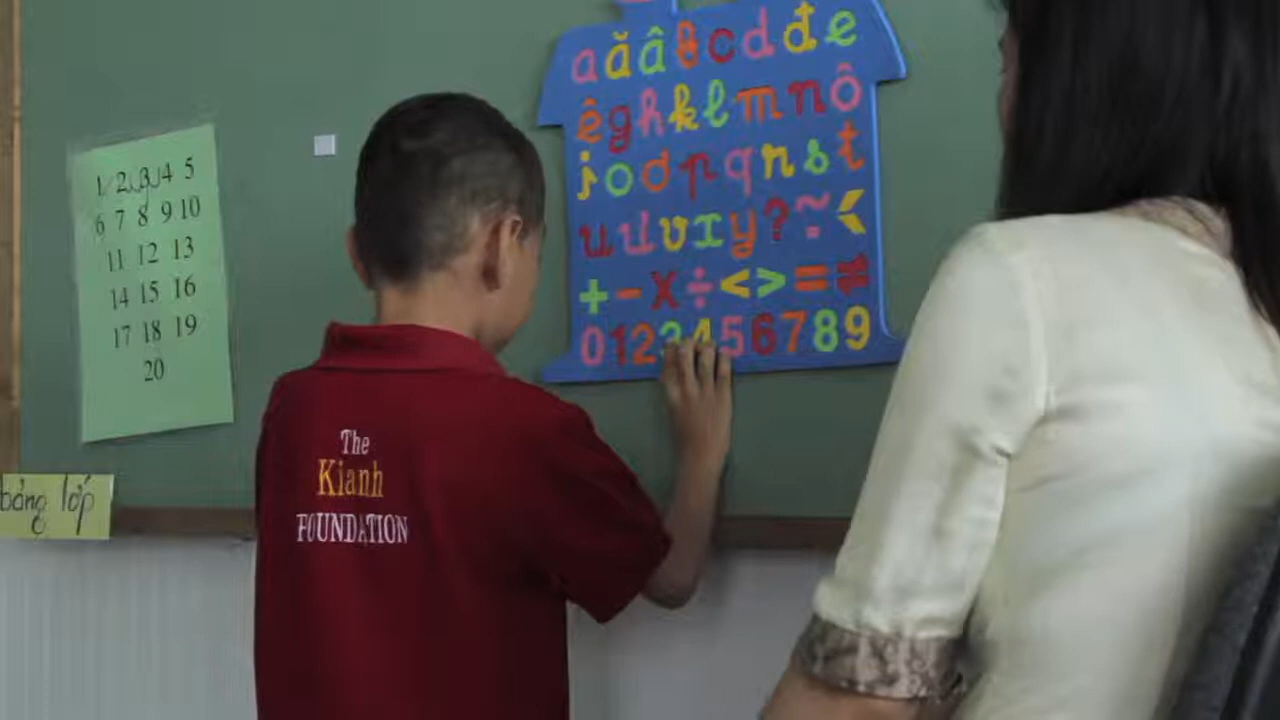 1 2 3 4 5
6 7 8 9 10
11 12 13
14 15 16
17 18 19
20
bảng lớp
The
Kianh
FOUNDATION
a ă â b c d d đ e
ê g h k l m n ô
i o d p q r s t
u ư v x y ? ~
+ - x ÷ < > = ≠
0 1 2 3 4 5 6 7 8 9